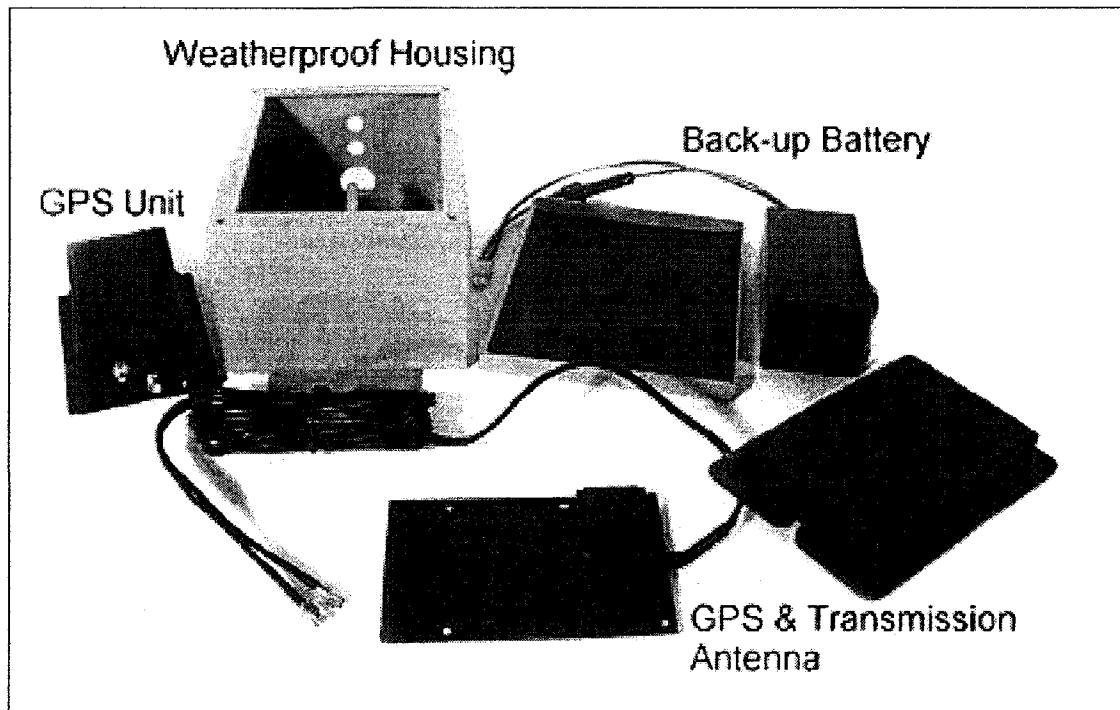 Weatherproof Housing
Back-up Battery
GPS Unit
GPS & Transmission
Antenna